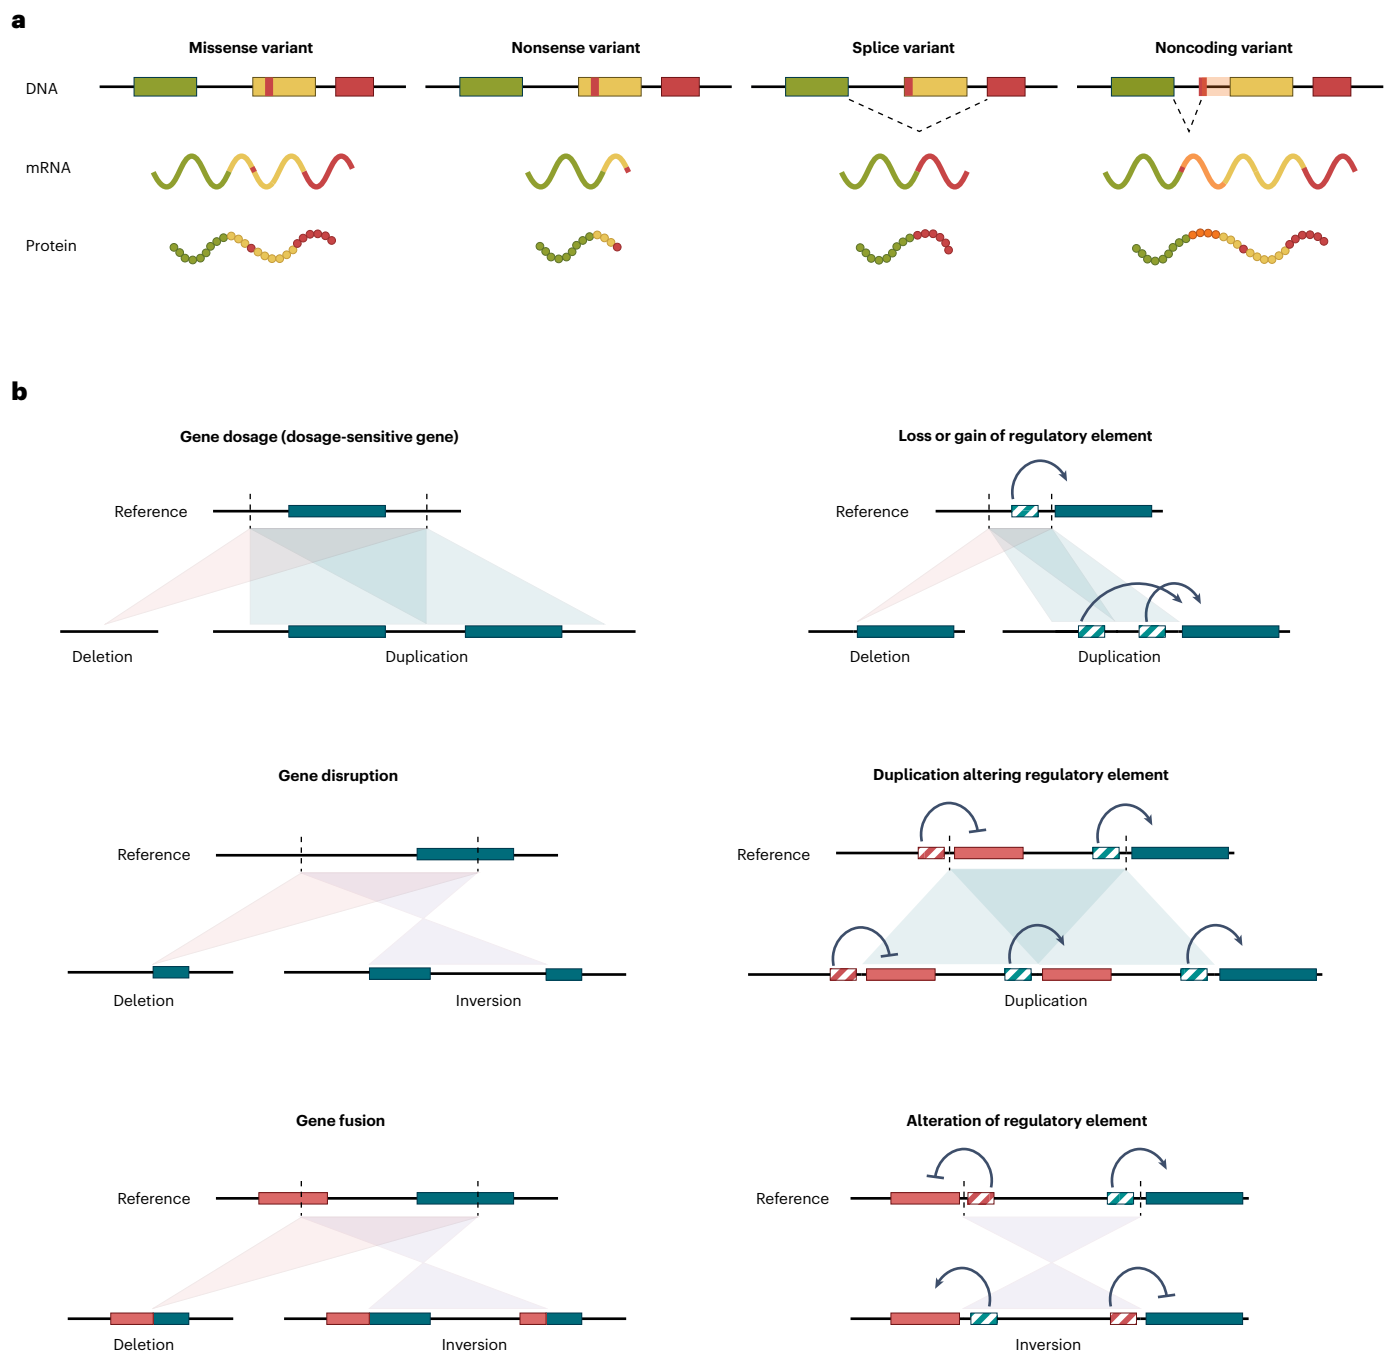 a
Missense variant
Nonsense variant
Splice variant
Noncoding variant
DNA
mRNA
Protein
b
Gene dosage (dosage-sensitive gene)
Reference
Deletion
Duplication
Loss or gain of regulatory element
Reference
Deletion
Duplication
Gene disruption
Reference
Deletion
Inversion
Duplication altering regulatory element
Reference
Duplication
Gene fusion
Reference
Deletion
Inversion
Alteration of regulatory element
Reference
Inversion